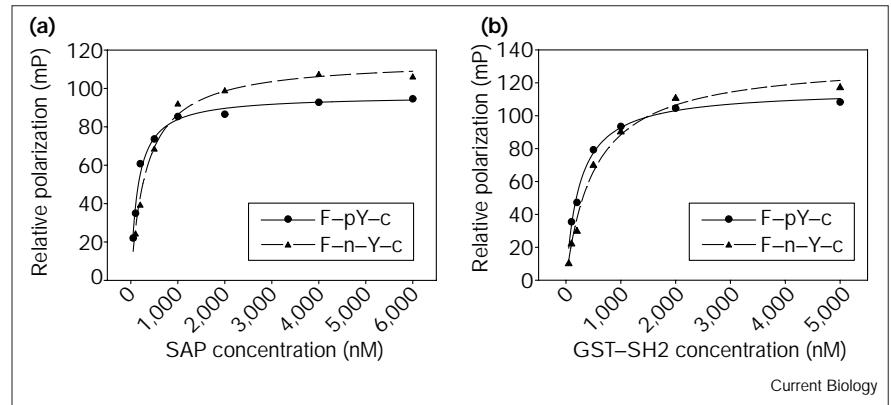 (a)
120
100
80
60
40
20
0
Relative polarization (mP)
F–pY–c
F–n–Y–c
0
1,000
2,000
3,000
4,000
5,000
6,000
SAP concentration (nM)
(b)
140
120
100
80
60
40
20
0
Relative polarization (mP)
F–pY–c
F–n–Y–c
0
1,000
2,000
3,000
4,000
5,000
GST–SH2 concentration (nM)
Current Biology